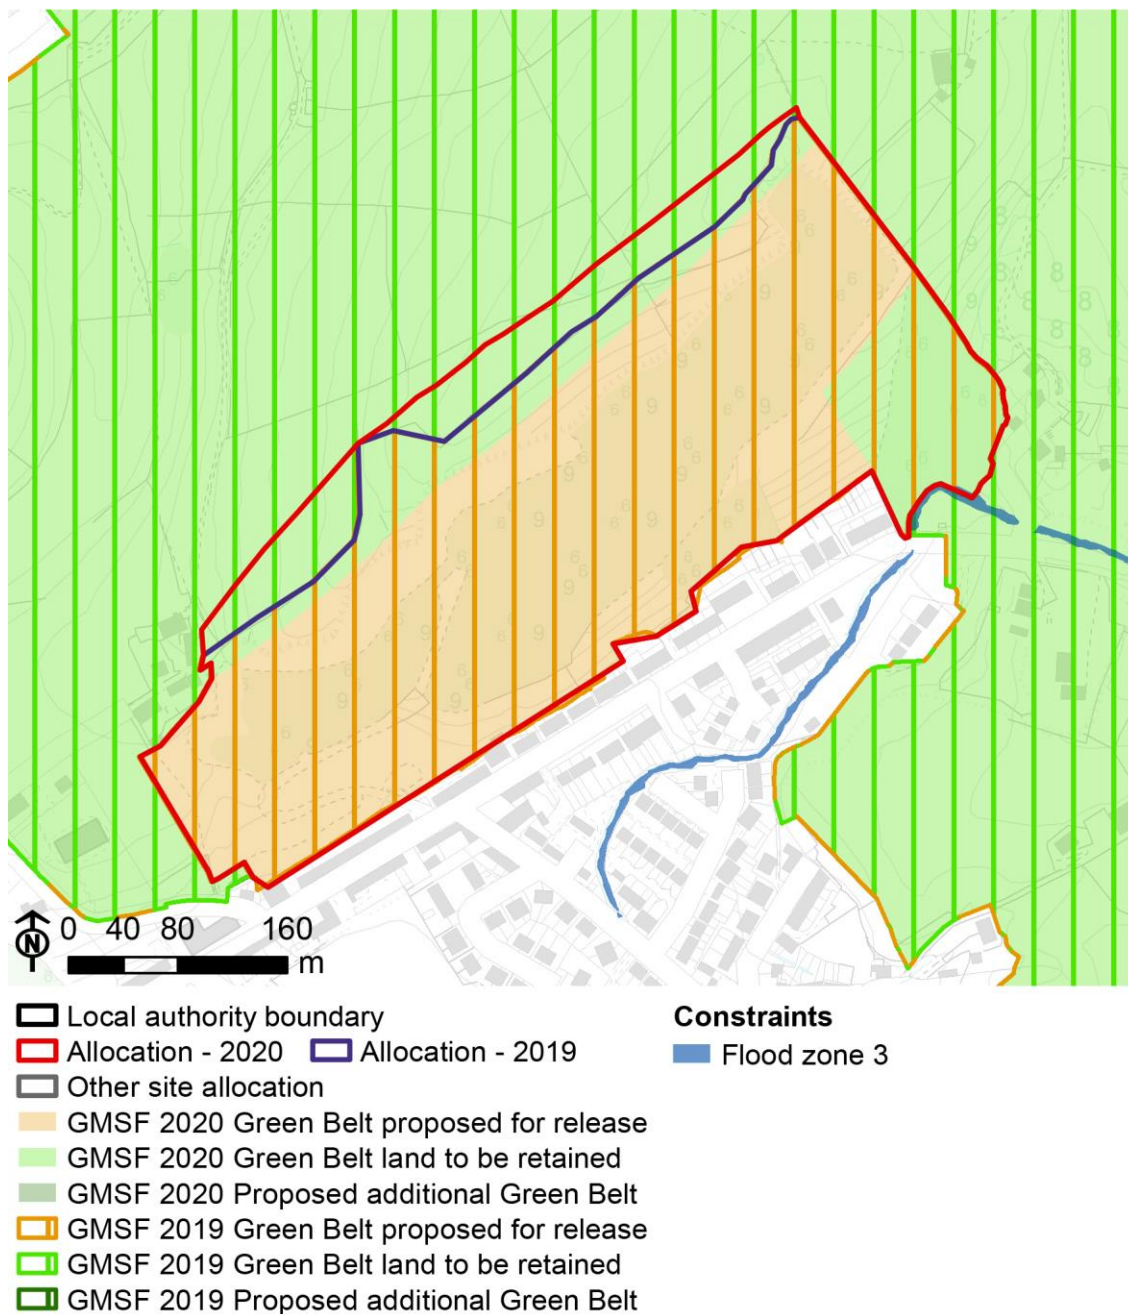 N 0 40 80 160
m
Local authority boundary
Allocation - 2020 Allocation - 2019
Other site allocation
GMSF 2020 Green Belt proposed for release
GMSF 2020 Green Belt land to be retained
GMSF 2020 Proposed additional Green Belt
GMSF 2019 Green Belt proposed for release
GMSF 2019 Green Belt land to be retained
GMSF 2019 Proposed additional Green Belt
Constraints
Flood zone 3